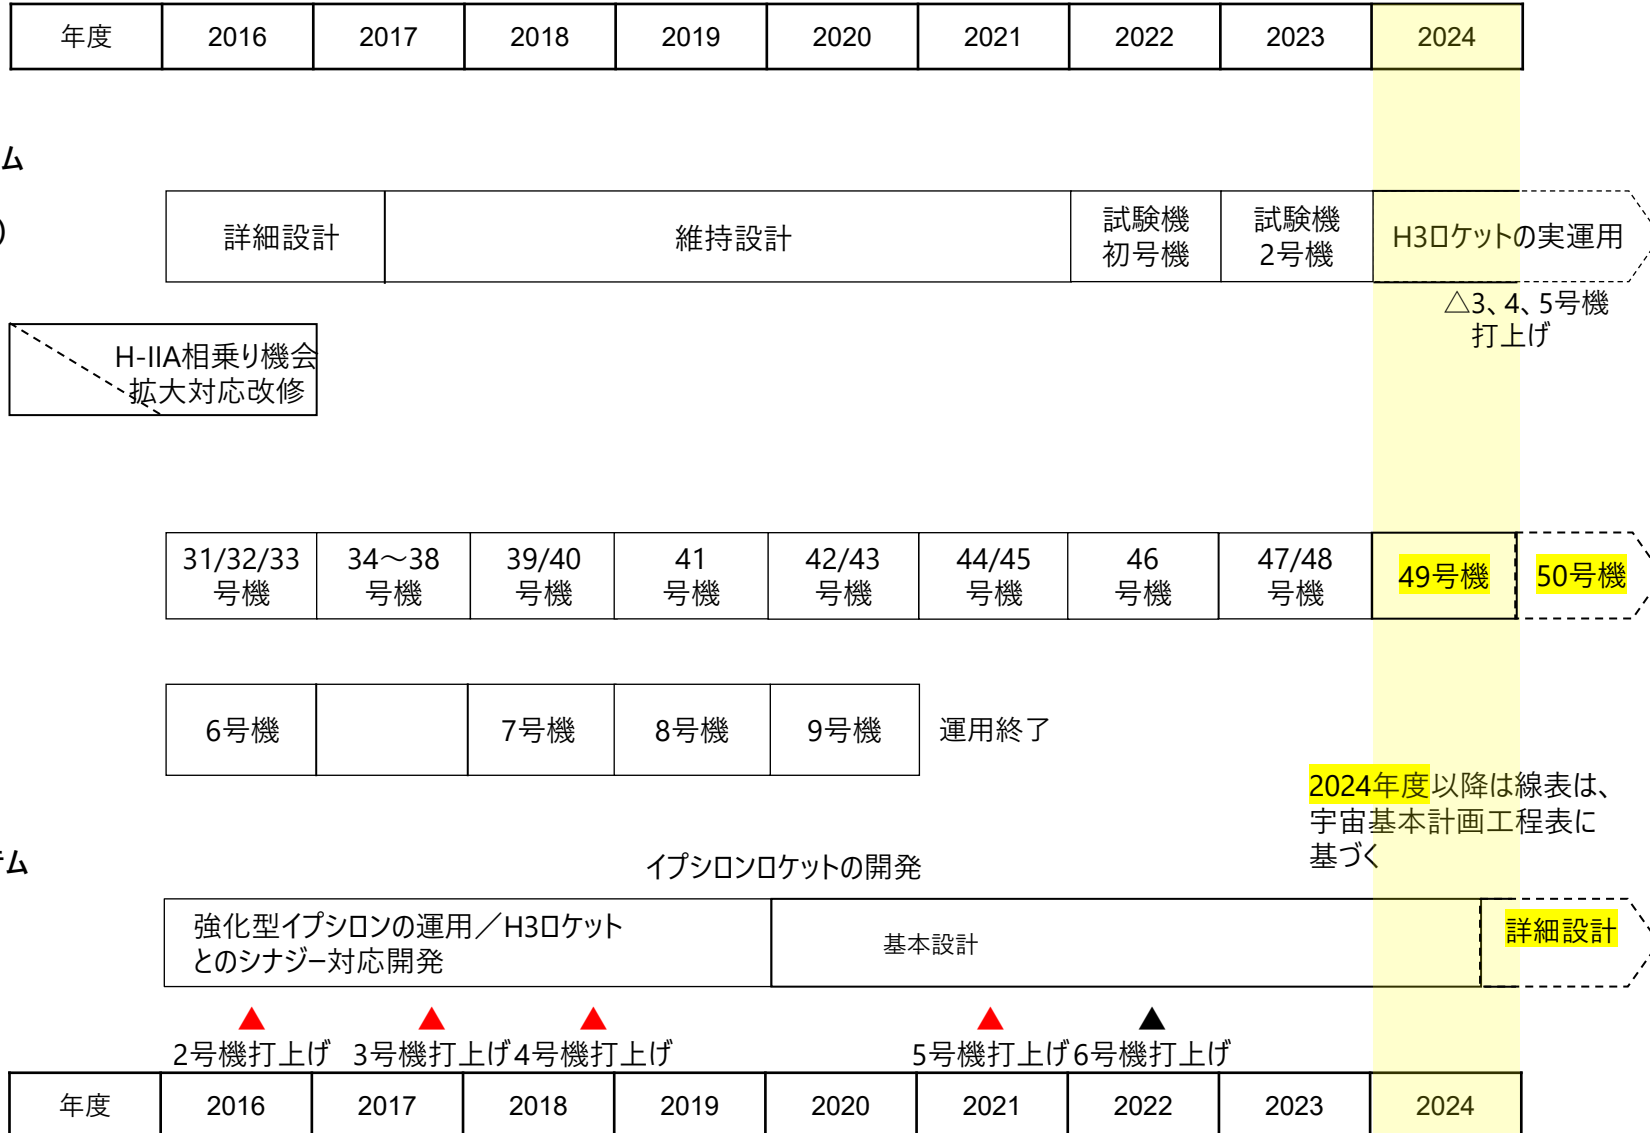 年度 2016 2017 2018 2019 2020 2021 2022 2023 2024
ム
)
詳細設計
維持設計
試験機
初号機
試験機
2号機
H3ロケットの実運用
△3、4、5号機
打上げ
H-IIA相乗り機会
拡大対応改修
31/32/33
号機
34～38
号機
39/40
号機
41
号機
42/43
号機
44/45
号機
46
号機
47/48
号機
49号機
50号機
6号機
7号機
8号機
9号機
運用終了
2024年度以降は線表は、
宇宙基本計画工程表に
基づく
テム
イプシロンロケットの開発
強化型イプシロンの運用／H3ロケット
とのシナジー対応開発
基本設計
詳細設計
▲ ▲ ▲ ▲ ▲
2号機打上げ 3号機打上げ 4号機打上げ 5号機打上げ 6号機打上げ
年度 2016 2017 2018 2019 2020 2021 2022 2023 2024